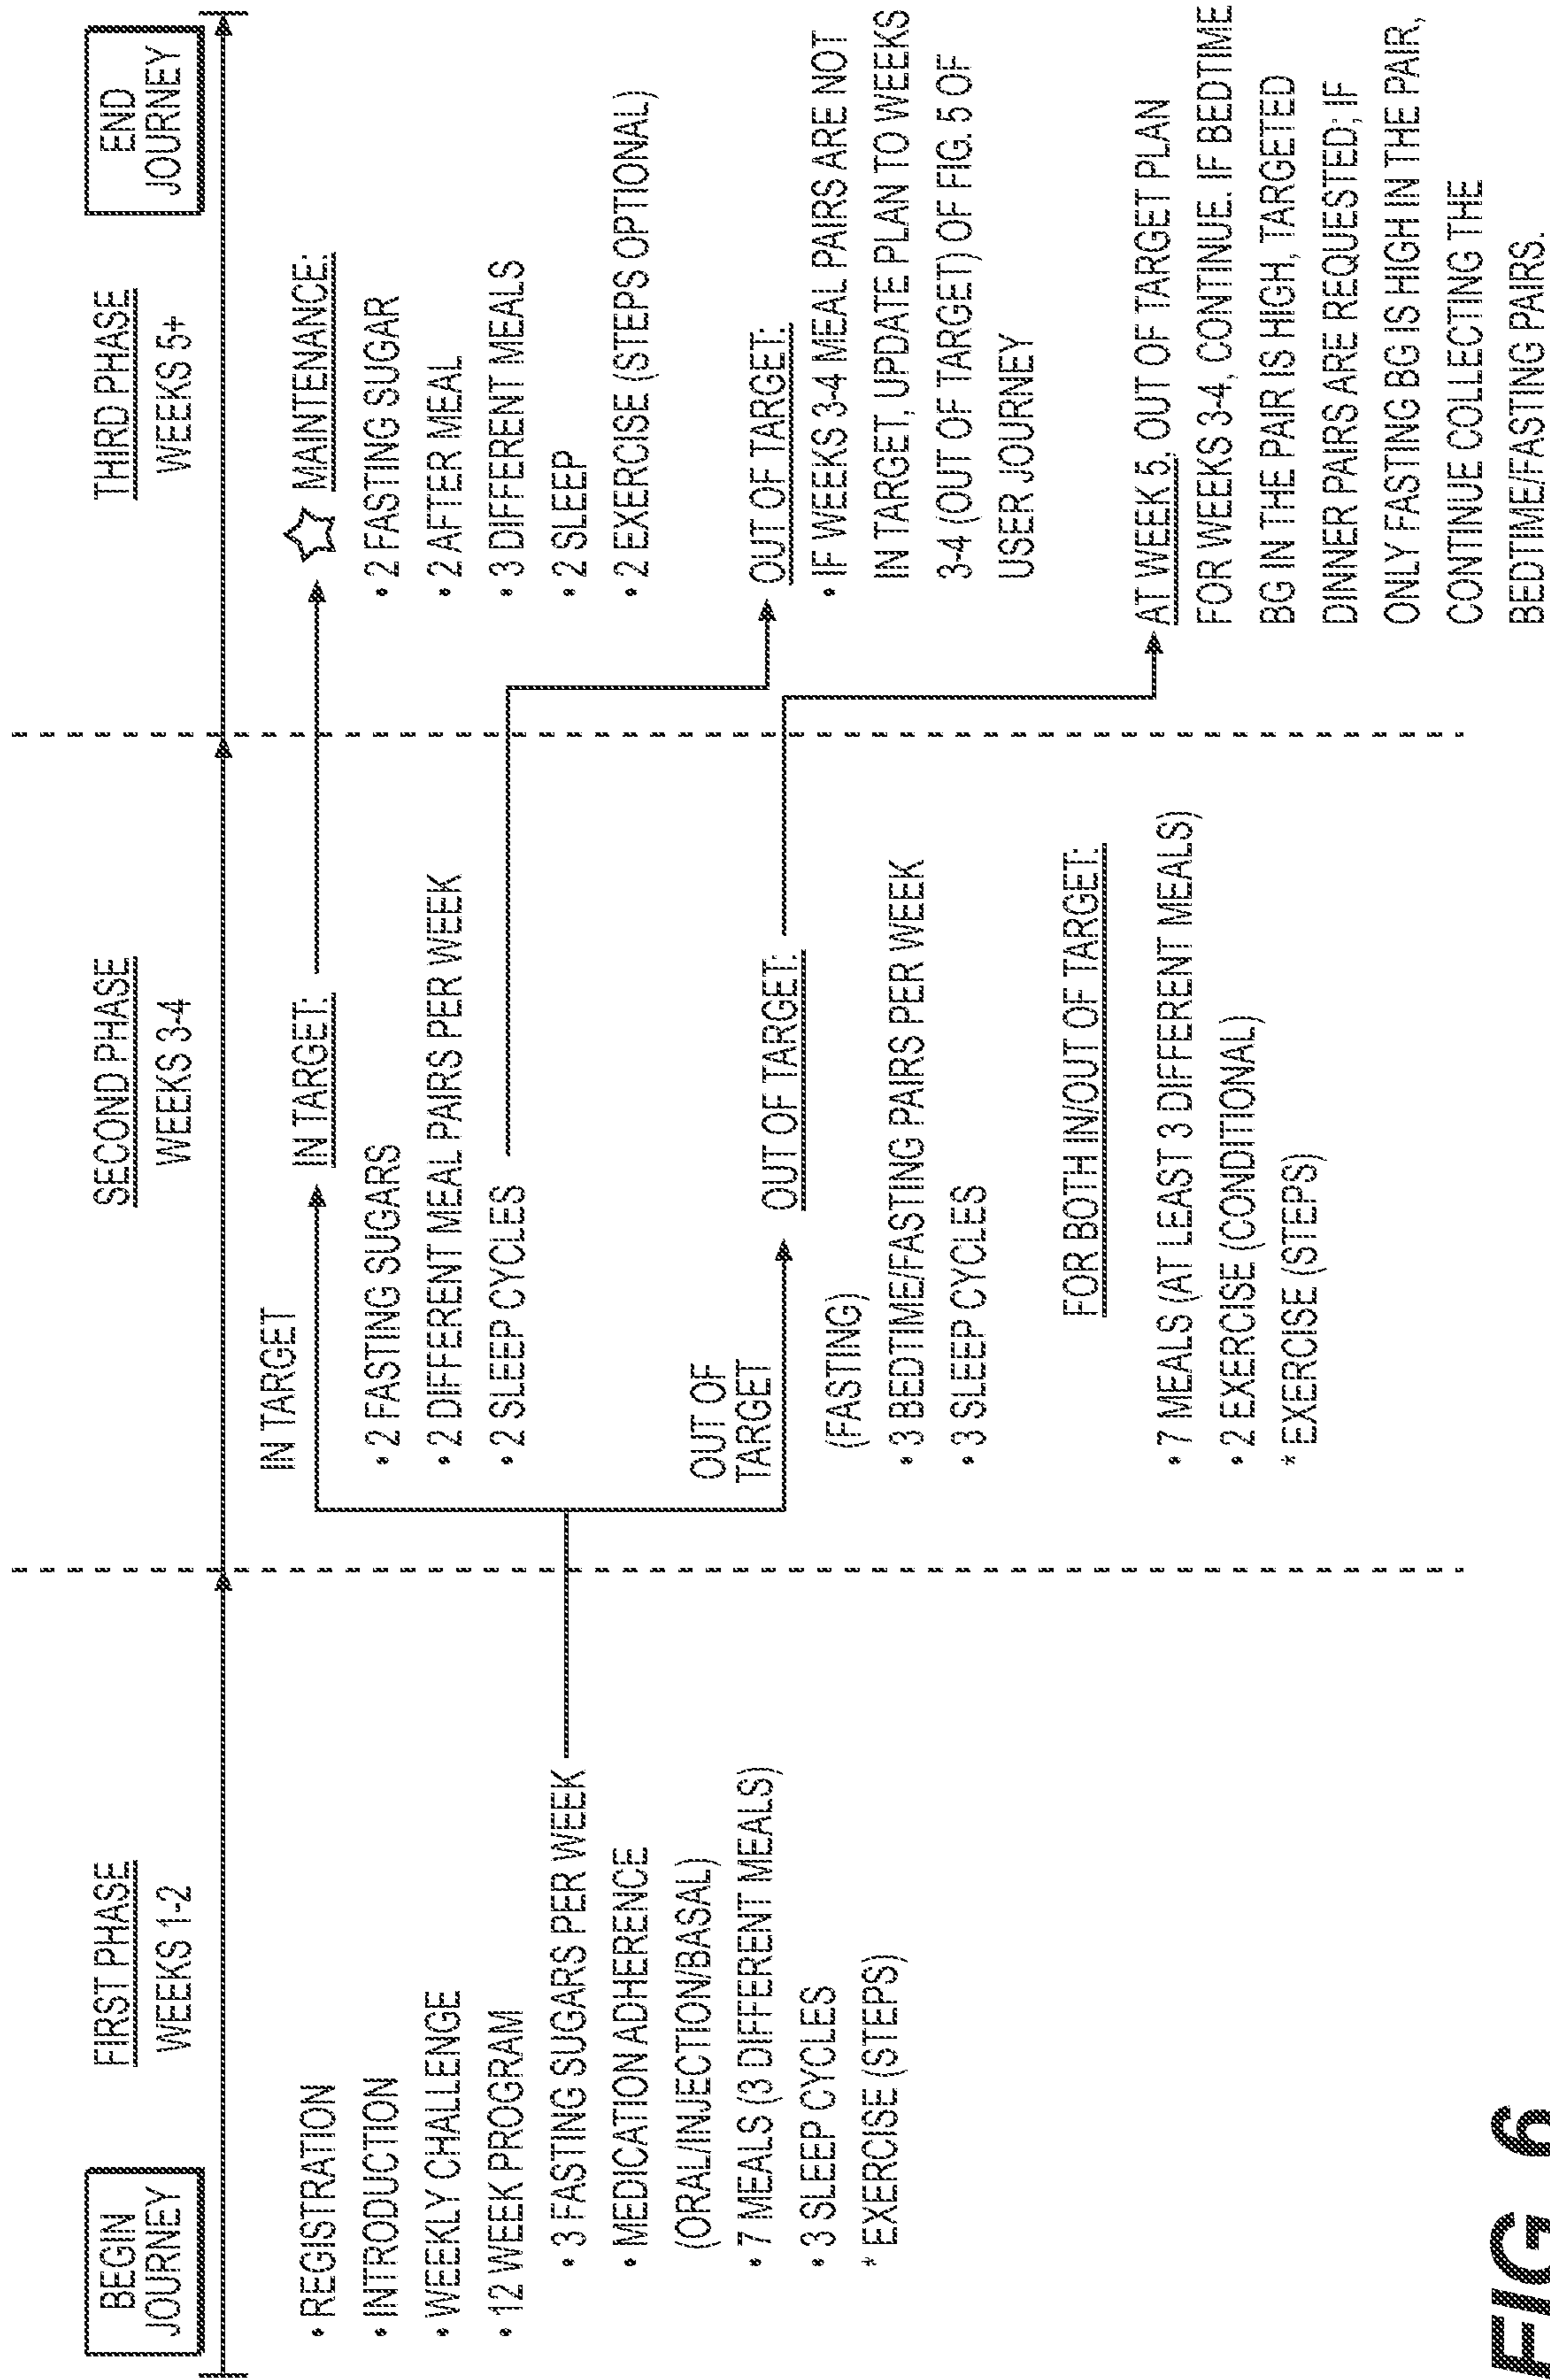 BEGIN
JOURNEY
FIRST PHASE
WEEKS 1-2
SECOND PHASE
WEEKS 3-4
THIRD PHASE
WEEKS 5+
END
JOURNEY
• REGISTRATION
• INTRODUCTION
• WEEKLY CHALLENGE
• 12 WEEK PROGRAM
• 3 FASTING SUGARS PER WEEK
• MEDICATION ADHERENCE
(ORAL/INJECTION/BASAL)
• 7 MEALS (3 DIFFERENT MEALS)
• 3 SLEEP CYCLES
* EXERCISE (STEPS)
IN TARGET
IN TARGET:
• 2 FASTING SUGARS
• 2 DIFFERENT MEAL PAIRS PER WEEK
• 2 SLEEP CYCLES
OUT OF
TARGET
OUT OF TARGET:
(FASTING)
• 3 BEDTIME/FASTING PAIRS PER WEEK
• 3 SLEEP CYCLES
FOR BOTH IN/OUT OF TARGET:
• 7 MEALS (AT LEAST 3 DIFFERENT MEALS)
• 2 EXERCISE (CONDITIONAL)
* EXERCISE (STEPS)
MAINTENANCE:
• 2 FASTING SUGAR
• 2 AFTER MEAL
• 3 DIFFERENT MEALS
• 2 SLEEP
• 2 EXERCISE (STEPS OPTIONAL)
OUT OF TARGET:
• IF WEEKS 3-4 MEAL PAIRS ARE NOT
IN TARGET, UPDATE PLAN TO WEEKS
3-4 (OUT OF TARGET) OF FIG. 5 OF
USER JOURNEY
AT WEEK 5, OUT OF TARGET PLAN
FOR WEEKS 3-4, CONTINUE. IF BEDTIME
BG IN THE PAIR IS HIGH, TARGETED
DINNER PAIRS ARE REQUESTED; IF
ONLY FASTING BG IS HIGH IN THE PAIR,
CONTINUE COLLECTING THE
BEDTIME/FASTING PAIRS.
FIG. 6